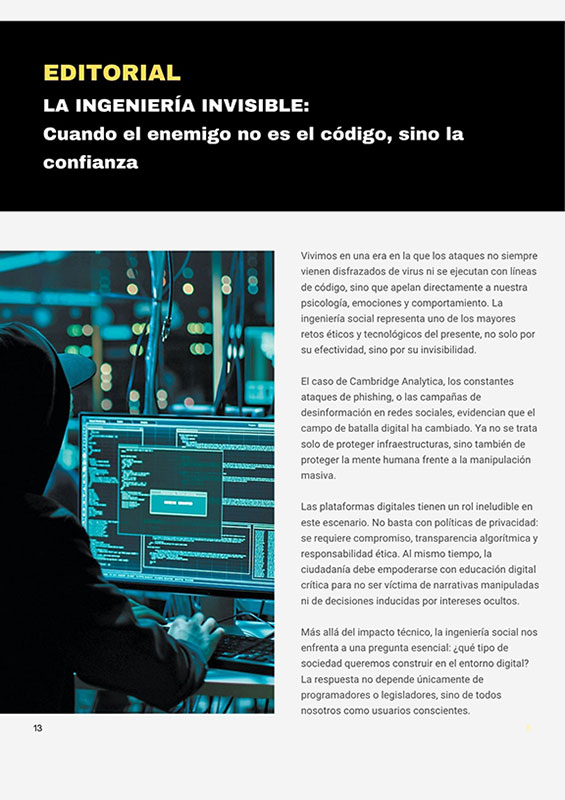 EDITORIAL
LA INGENIERÍA INVISIBLE:
Cuando el enemigo no es el código, sino la
confianza
Vivimos en una era en la que los ataques no siempre
vienen disfrazados de virus ni se ejecutan con líneas
de código, sino que apelan directamente a nuestra
psicología, emociones y comportamiento. La
ingeniería social representa uno de los mayores
retos éticos y tecnológicos del presente, no solo por
su efectividad, sino por su invisibilidad.
El caso de Cambridge Analytica, los constantes
ataques de phishing, o las campañas de
desinformación en redes sociales, evidencian que el
campo de batalla digital ha cambiado. Ya no se trata
solo de proteger infraestructuras, sino también de
proteger la mente humana frente a la manipulación
masiva.
Las plataformas digitales tienen un rol ineludible en
este escenario. No basta con políticas de privacidad:
se requiere compromiso, transparencia algorítmica y
responsabilidad ética. Al mismo tiempo, la
ciudadanía debe empoderarse con educación digital
crítica para no ser víctima de narrativas manipuladas
ni de decisiones inducidas por intereses ocultos.
Más allá del impacto técnico, la ingeniería social nos
enfrenta a una pregunta esencial: ¿qué tipo de
sociedad queremos construir en el entorno digital?
La respuesta no depende únicamente de
programadores o legisladores, sino de todos
nosotros como usuarios conscientes.
13